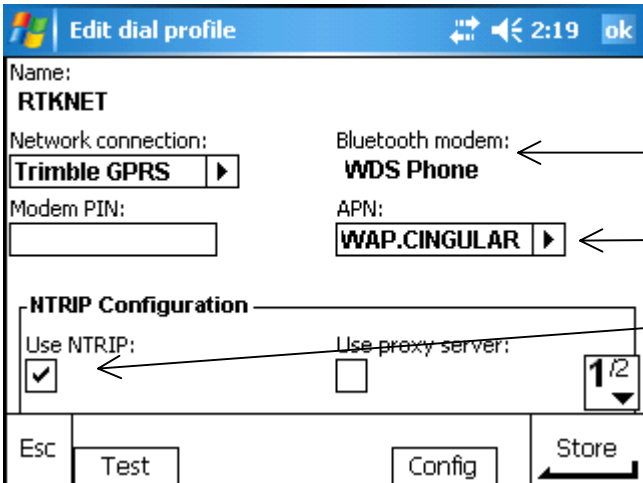 Edit dial profile 2:19 ok
Name:
RTKNET
Network connection: Bluetooth modem:
Trimble GPRS WDS Phone
Modem PIN: APN:
WAP.CINGULAR
NTRIP Configuration
Use NTRIP: Use proxy server:
1/2
Esc Test Config Store